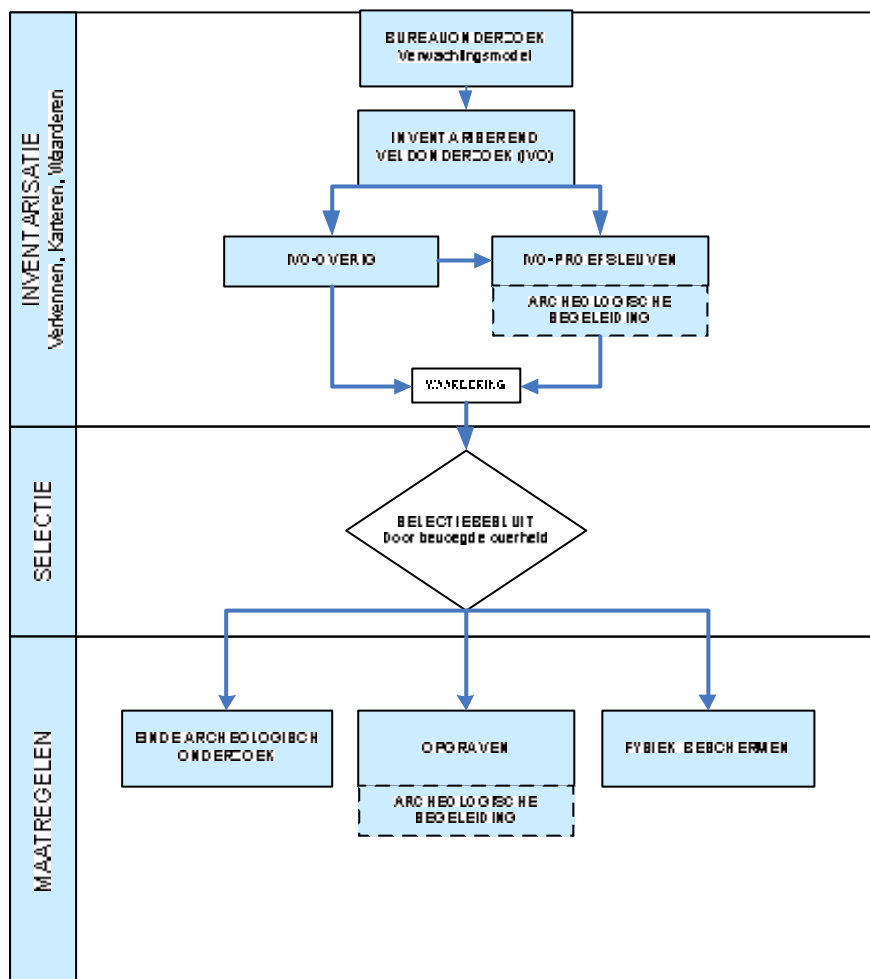 BUREAUONDERZOEK
Verwachtingsmodel
INVENTARISEREND
VELDONDERZOEK (IVO)
INVENTARISATIE
Verkennen, Karteren, Waarderen
IVO-OVERIG
IVO-PROEFSLEUVEN
ARCHEOLOGISCHE
BEGELEIDING
WAARDERING
SELECTIE
SELECTIEBESLUIT
Door bevoegde overheid
MAATREGELEN
EINDE ARCHEOLOGISCH
ONDERZOEK
OPGRAVEN
FYSIEK BESCHERMEN
ARCHEOLOGISCHE
BEGELEIDING